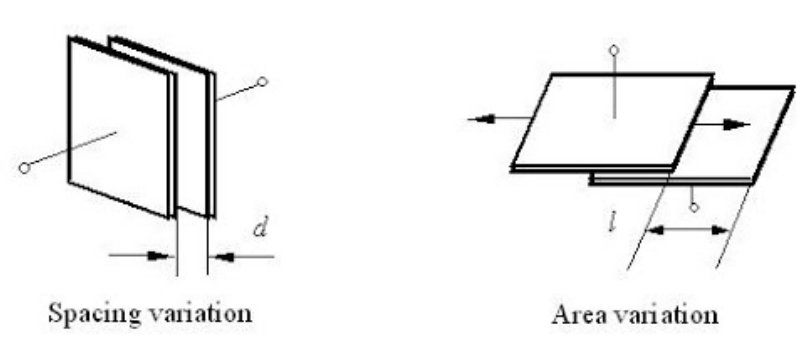 d
l
Spacing variation
Area variation